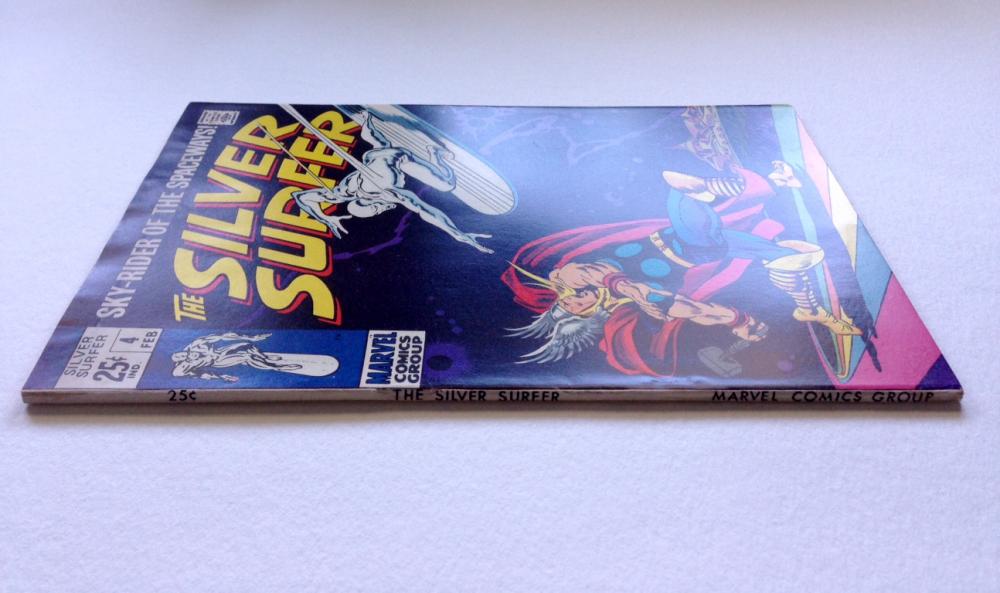 SKY-RIDER OF THE SPACEWAYS!
THE
SILVER
SURFER
SILVER
SURFER
25¢ 4
IND FEB
MARVEL
COMICS
GROUP
25¢ THE SILVER SURFER MARVEL COMICS GROUP